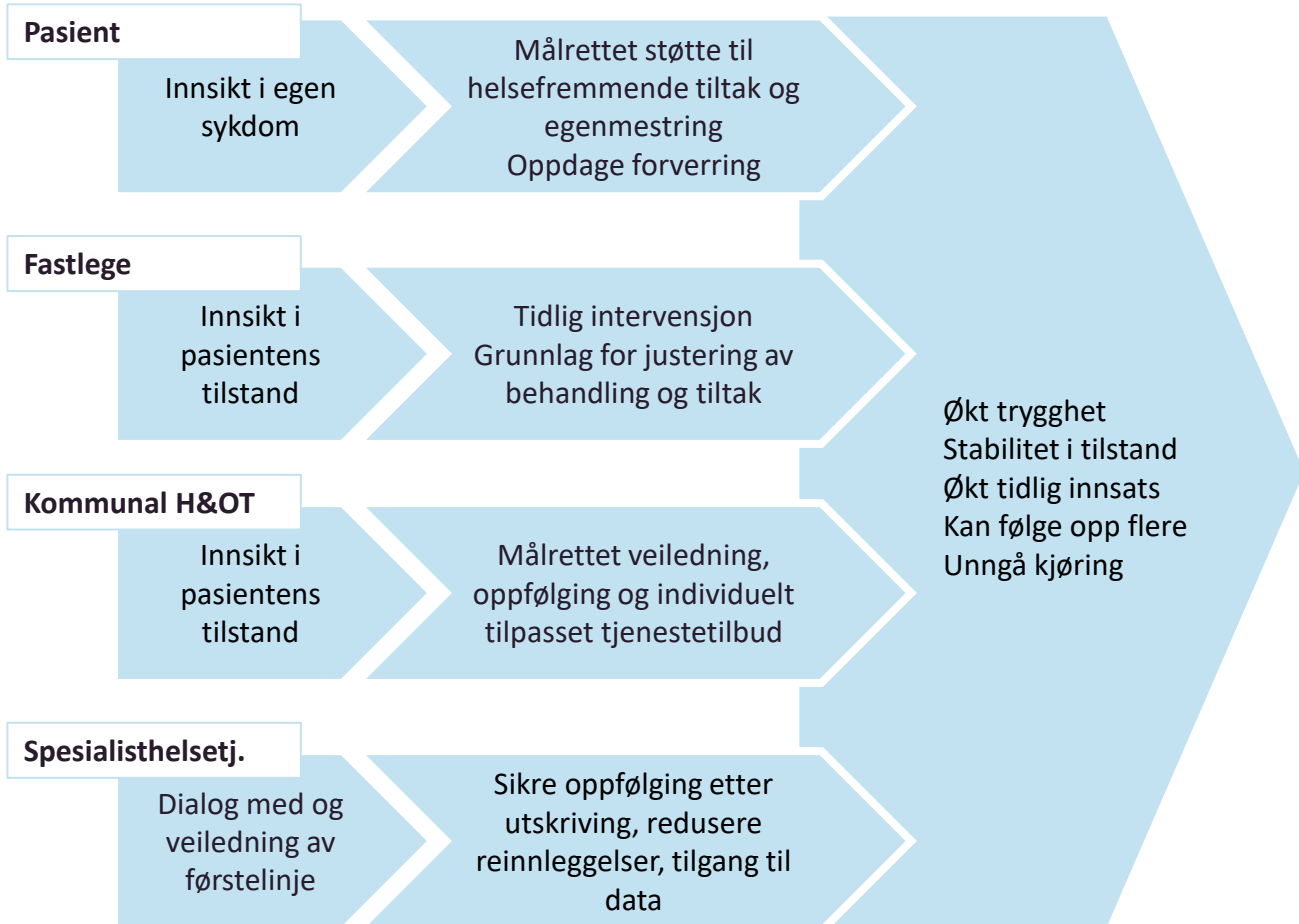 Pasient
Innsikt i egen
sykdom
Målrettet støtte til
helsefremmende tiltak og
egenmestring
Oppdage forverring
Fastlege
Innsikt i
pasientens
tilstand
Tidlig intervensjon
Grunnlag for justering av
behandling og tiltak
Kommunal H&OT
Innsikt i
pasientens
tilstand
Målrettet veiledning,
oppfølging og individuelt
tilpasset tjenestetilbud
Spesialisthelsetj.
Dialog med og
veiledning av
førstelinje
Sikre oppfølging etter
utskriving, redusere
reinnleggelser, tilgang til
data
Økt trygghet
Stabilitet i tilstand
Økt tidlig innsats
Kan følge opp flere
Unngå kjøring